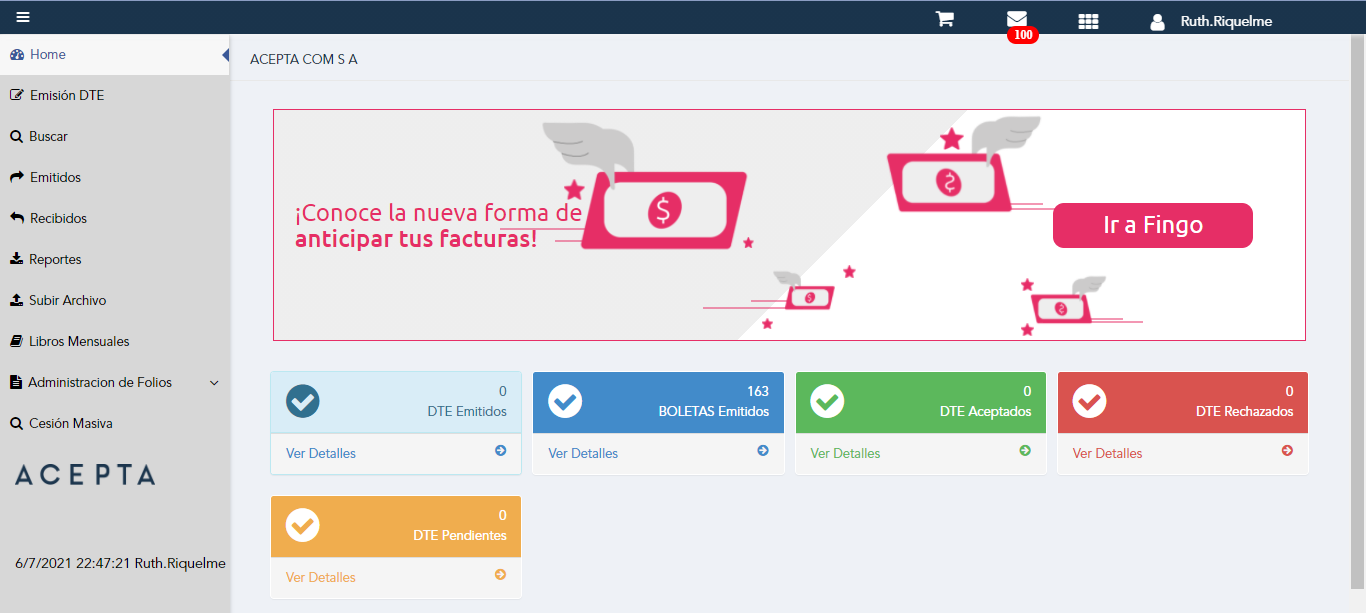 100
Ruth.Riquelme
Home
Emisión DTE
Buscar
Emitidos
Recibidos
Reportes
Subir Archivo
Libros Mensuales
Administracion de Folios
Cesión Masiva
ACEPTA
6/7/2021 22:47:21 Ruth.Riquelme
ACEPTA COM S A
¡Conoce la nueva forma de
anticipar tus facturas!
$
$
$
$
Ir a Fingo
0
DTE Emitidos
Ver Detalles
163
BOLETAS Emitidos
Ver Detalles
0
DTE Aceptados
Ver Detalles
0
DTE Rechazados
Ver Detalles
0
DTE Pendientes
Ver Detalles